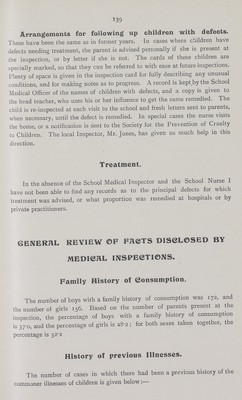 139
Arrangements for following up children with defects.
These have been the same as in former years. In cases where children have
defects needing treatment, the parent is advised personally if she is present at
the inspection, or by letter if she is not. The cards of these children are
specially marked, so that they can be referred to with ease at future inspections.
Plenty of space is given in the inspection card for fully describing any unusual
conditions, and for making notes as to progress. A record is kept by the School
Medical Officer of the names of children with defects, and a copy is given to
the head teacher, who uses his or her influence to get the name remedied. The
child is re-inspected at each visit to the school and fresh letters sent to parents,
when necessary, until the defect is remedied. In special cases the nurse visits
the home, or a notification is sent to the Society for the Prevention of Cruelty
to Children. The local Inspector, Mr. Jones, has given us much help in this
direction.
Treatment.
In the absence of the School Medical Inspector and the School Nurse I
have not been able to find any records as to the principal defects for which
treatment was advised, or what proportion was remedied at hospitals or by
private practitioners.
GENERAL REVIEW OF FACTS DISCLOSED BY
MEDICAL INSPECTIONS.
Family History of Consumption.
The number of boys with a family history of consumption was 172, and
the number of girls 156. Based on the number of parents present at the
inspection, the percentage of boys with a family history of consumption
is 37·0, and the percentage of girls is 28·2; for both sexes taken together, the
percentage is 32·2
History of previous Illnesses.
The number of cases in which there had been a previous history of the
commoner illnesses of children is given below:—